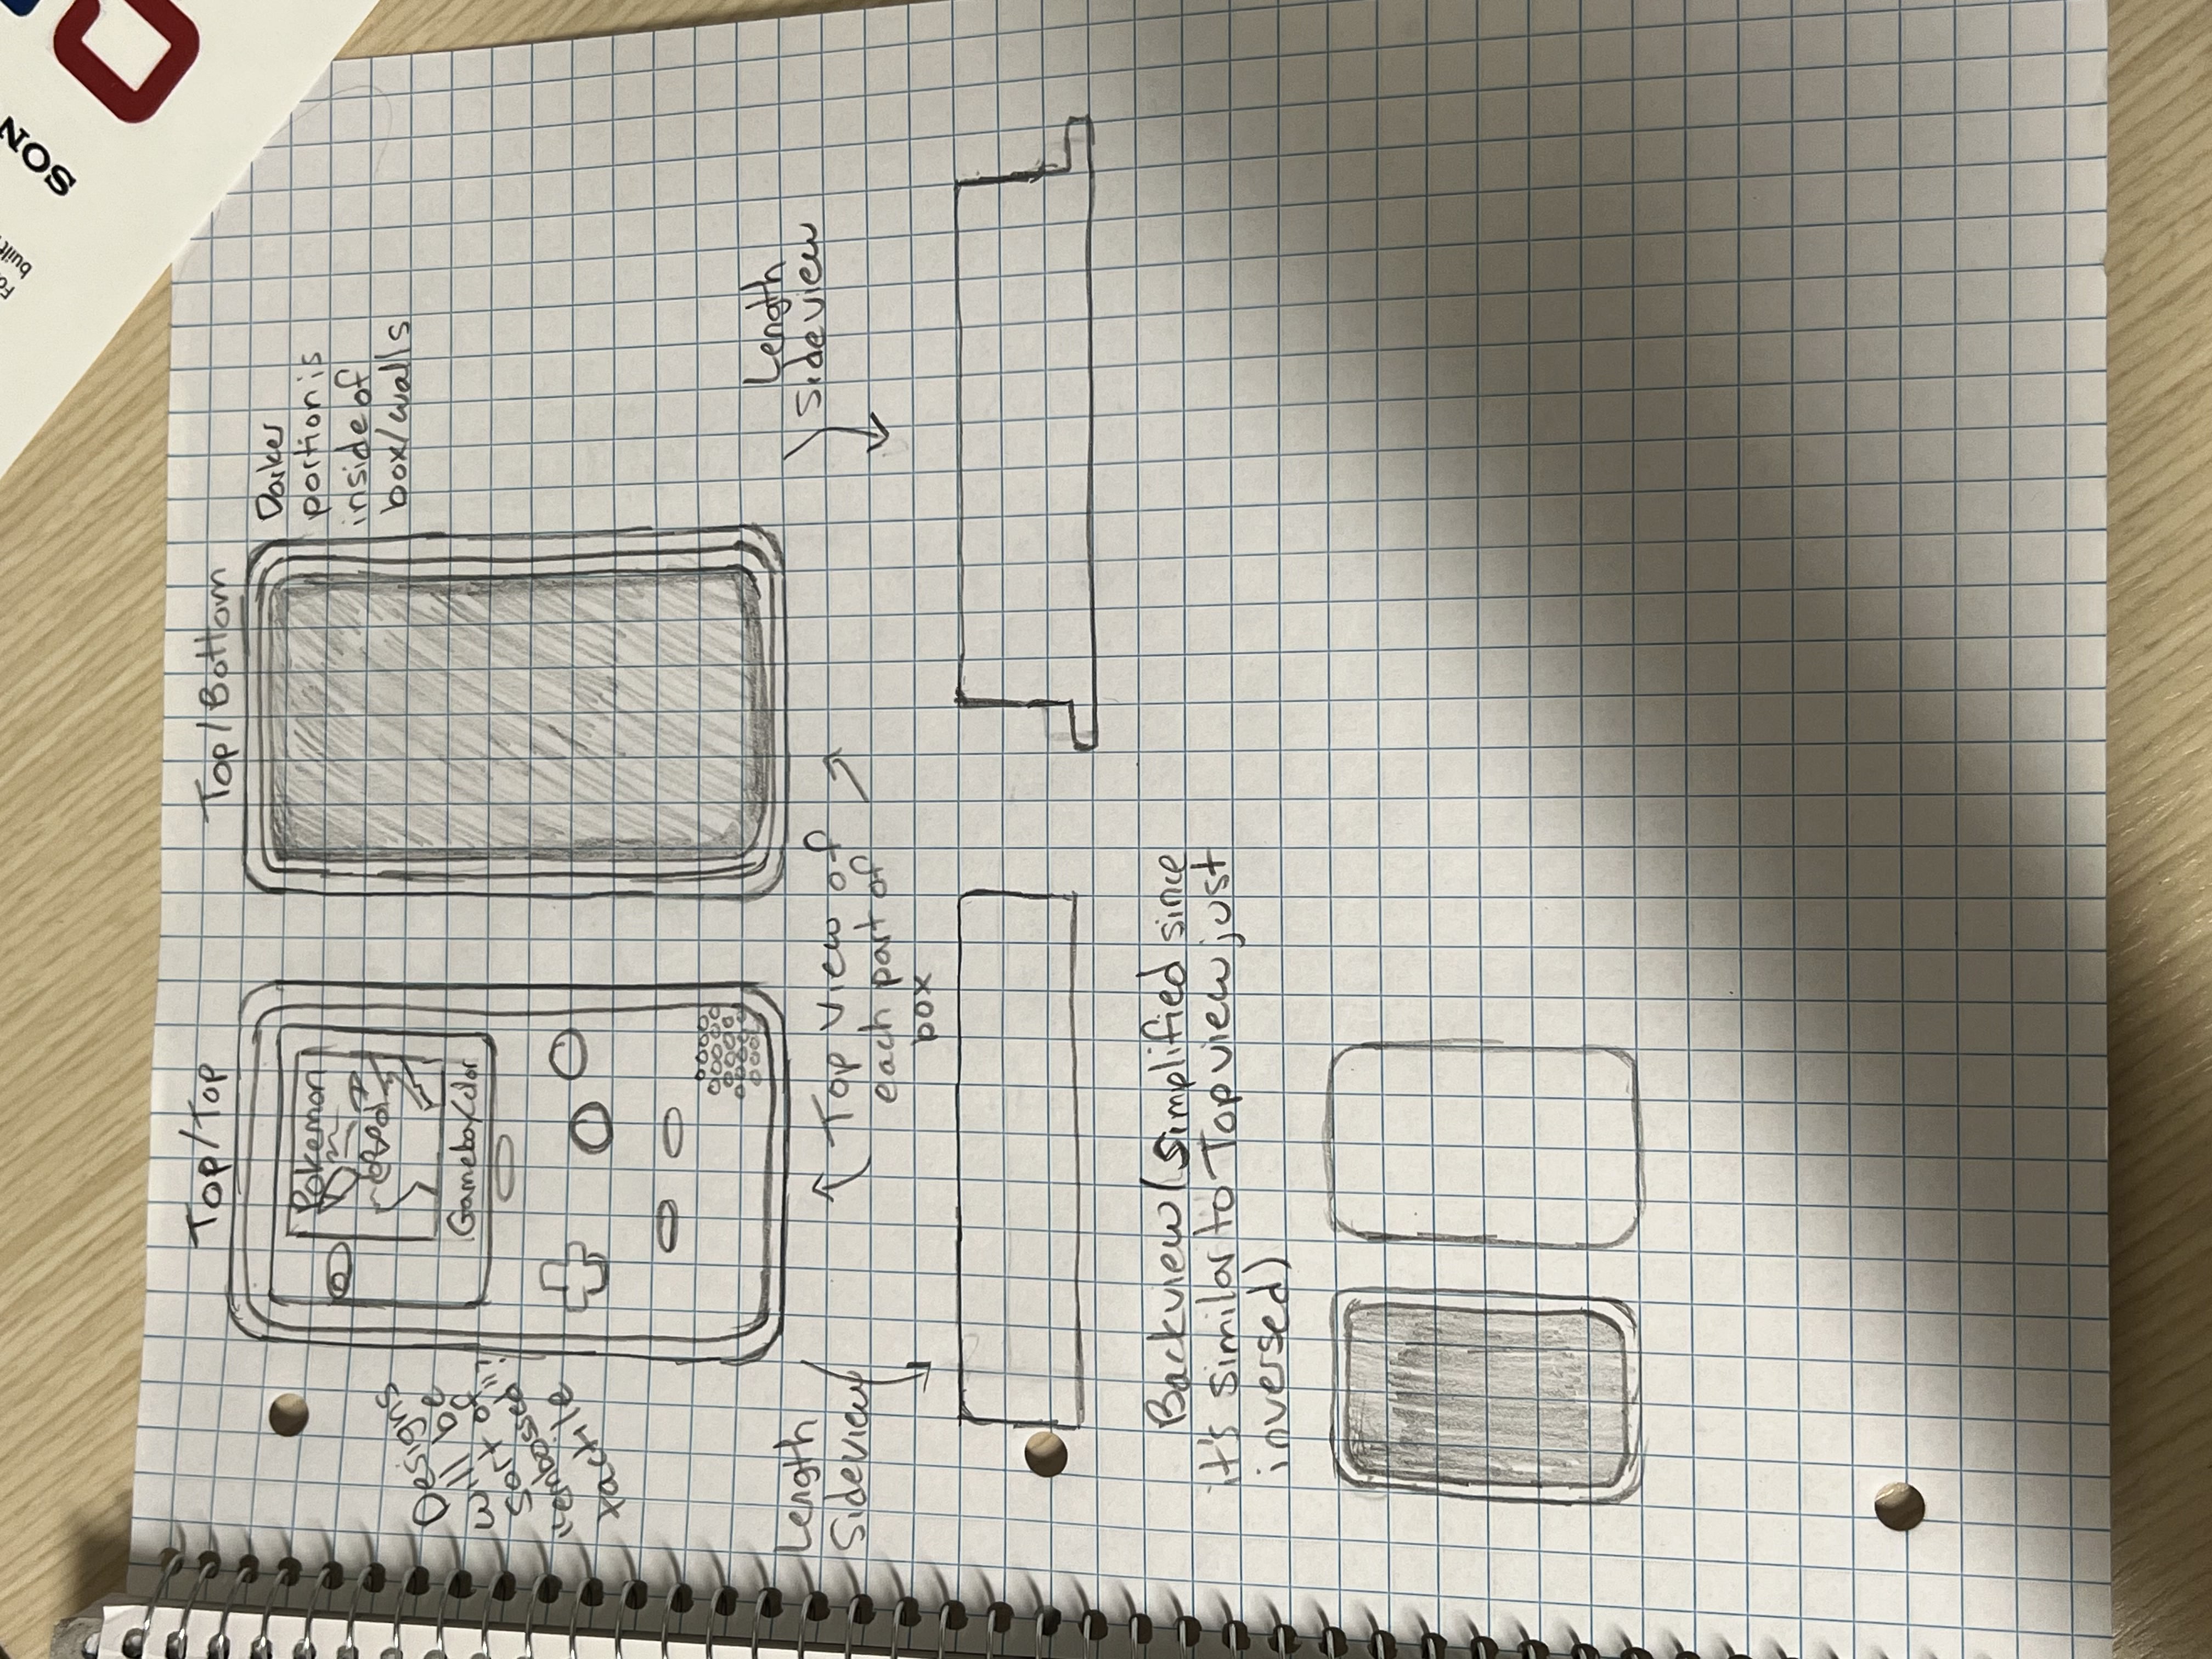 Fo
built
SON
Top/Top
Top/Bottom
Darker
portion is
inside of
box/walls
Pokemon
Gameboy Color
Designs
will be
sort of
"embossed"?
tactile
Length
Sideview
Top View of
each part of
box
Length
Sideview
Backview (Simplified since
it's similar to Top view just
inversed)